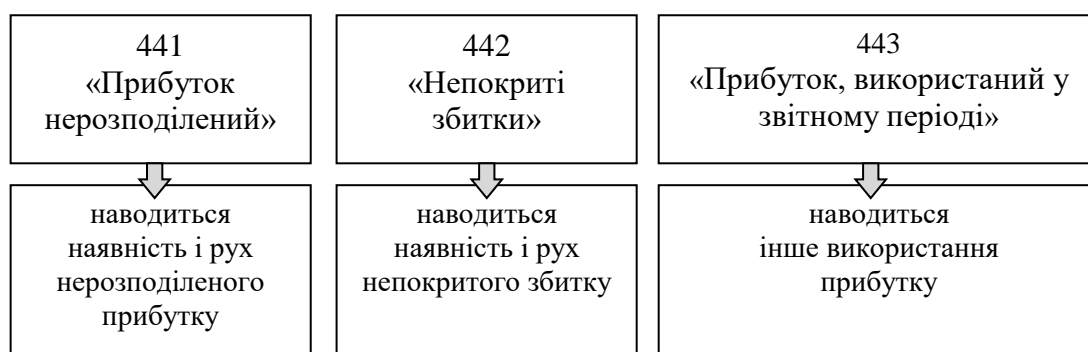 441
«Прибуток
нерозподілений»
442
«Непокриті
збитки»
443
«Прибуток, використаний у
звітному періоді»
наводиться
наявність і рух
нерозподіленого
прибутку
наводиться
наявність і рух
непокритого збитку
наводиться
інше використання
прибутку